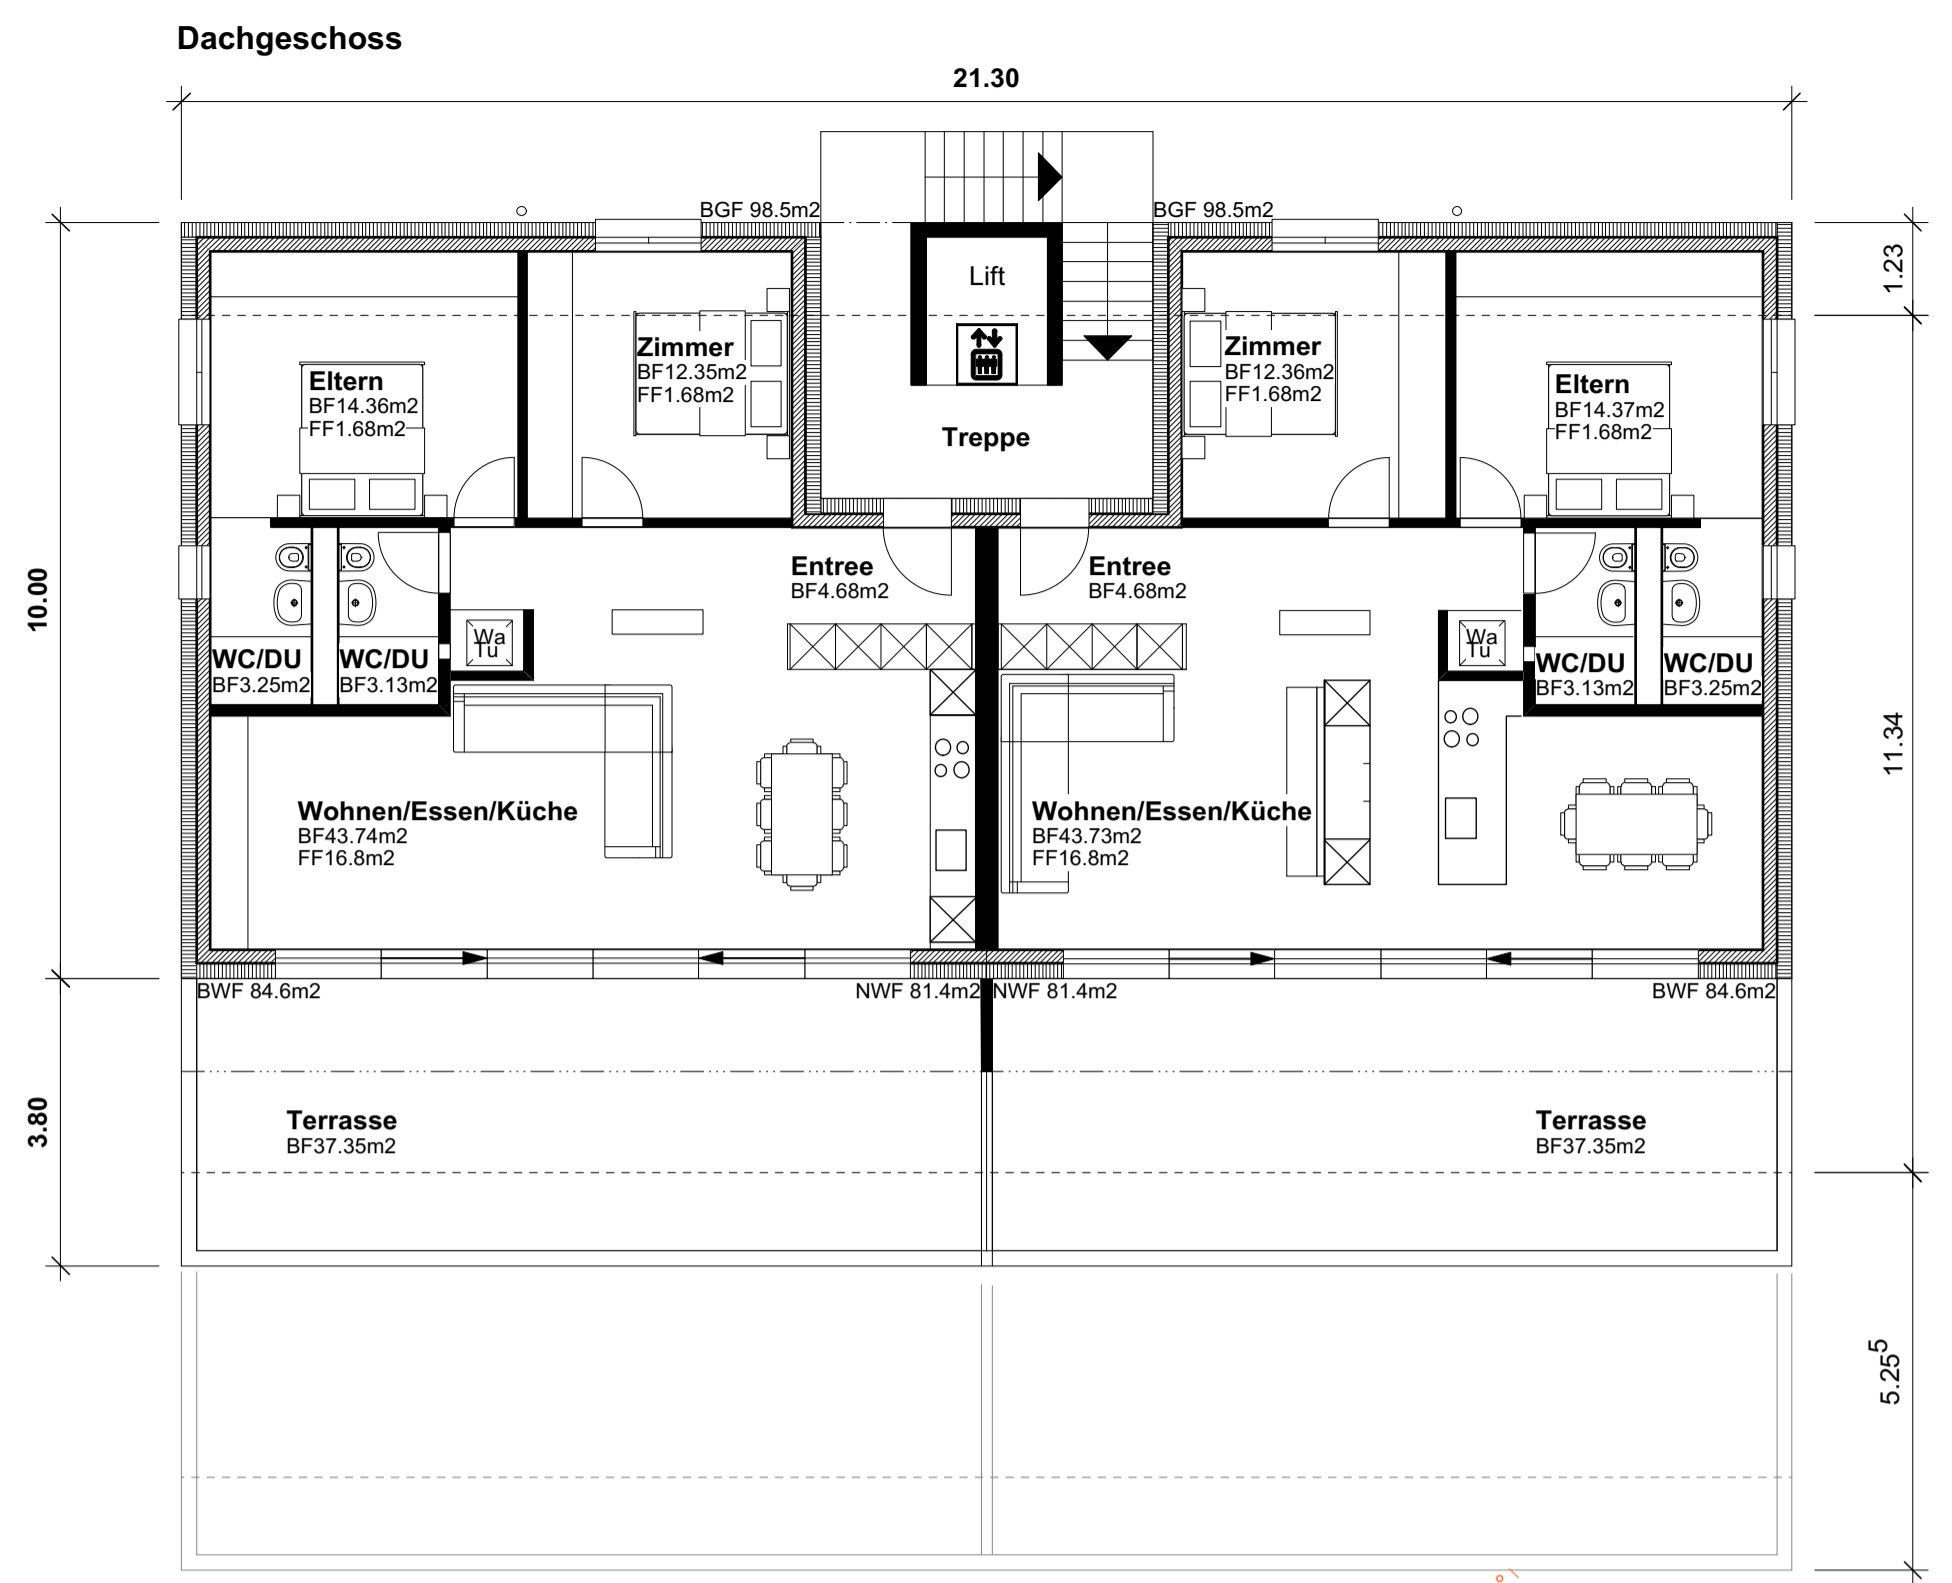 Dachgeschoss
21.30
BGF 98.5m2
BGF 98.5m2
1.23
Lift
Zimmer
BF12.35m2
FF1.68m2
Zimmer
BF12.36m2
FF1.68m2
Eltern
BF14.36m2
FF1.68m2
Eltern
BF14.37m2
FF1.68m2
Treppe
10.00
Entree
BF4.68m2
Entree
BF4.68m2
Wa
Tu
Wa
Tu
WC/DU
BF3.25m2
WC/DU
BF3.13m2
WC/DU
BF3.13m2
WC/DU
BF3.25m2
11.34
Wohnen/Essen/Küche
BF43.74m2
FF16.8m2
Wohnen/Essen/Küche
BF43.73m2
FF16.8m2
BWF 84.6m2
NWF 81.4m2
NWF 81.4m2
BWF 84.6m2
3.80
Terrasse
BF37.35m2
Terrasse
BF37.35m2
5.25⁵